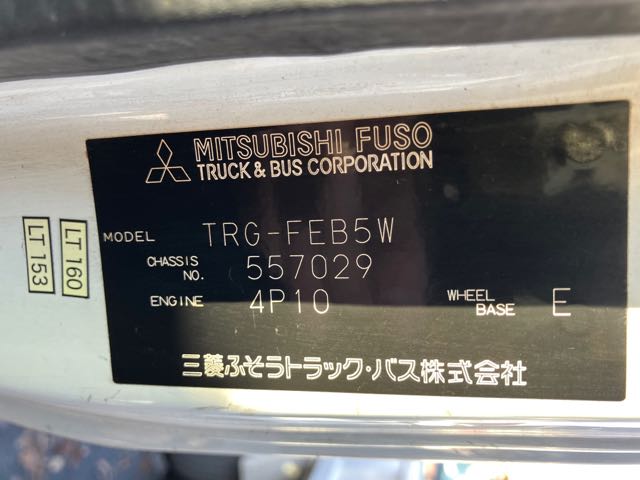 MITSUBISHI FUSO
TRUCK & BUS CORPORATION
MODEL TRG-FEB5W
CHASSIS NO. 557029
ENGINE 4P10 WHEEL BASE E
三菱ふそうトラック・バス株式会社
LT 160
LT 153